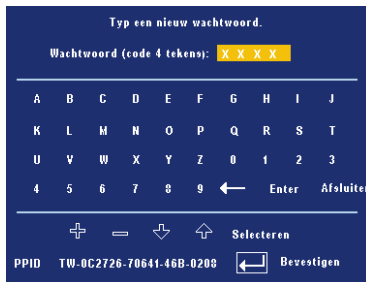 Typ een nieuw wachtwoord.
Wachtwoord (code 4 tekens): X X X X
A B C D E F G H I J
K L M N O P Q R S T
U V W X Y Z 0 1 2 3
4 5 6 7 8 9 ← Enter Afsluiten
+ − ⇩ ⇧ Selecteren
PPID TW-0C2726-70641-46B-0208 ↵ Bevestigen